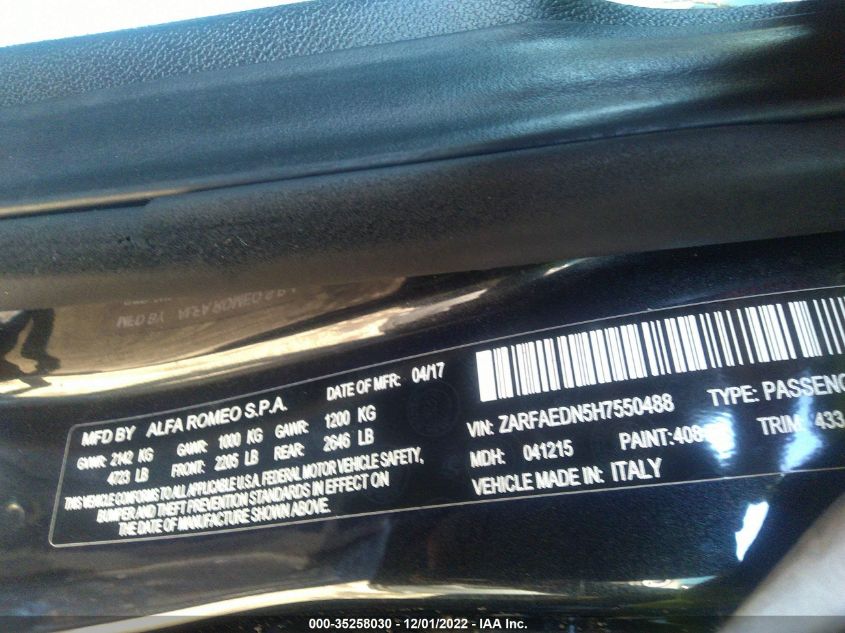 MFD BY ALFA ROMEO S.P.A. DATE OF MFR: 04/17
GVWR: 2142 KG GAWR: 1000 KG GAWR: 1200 KG
4723 LB FRONT: 2205 LB REAR: 2646 LB
THIS VEHICLE CONFORMS TO ALL APPLICABLE U.S.A. FEDERAL MOTOR VEHICLE SAFETY,
BUMPER AND THEFT PREVENTION STANDARDS IN EFFECT ON
THE DATE OF MANUFACTURE SHOWN ABOVE.
VIN: ZARFAEDN5H7550488 TYPE: PASSENG
MDH: 041215 PAINT: 408 TRIM: 433
VEHICLE MADE IN: ITALY
000-35258030 - 12/01/2022 - IAA Inc.